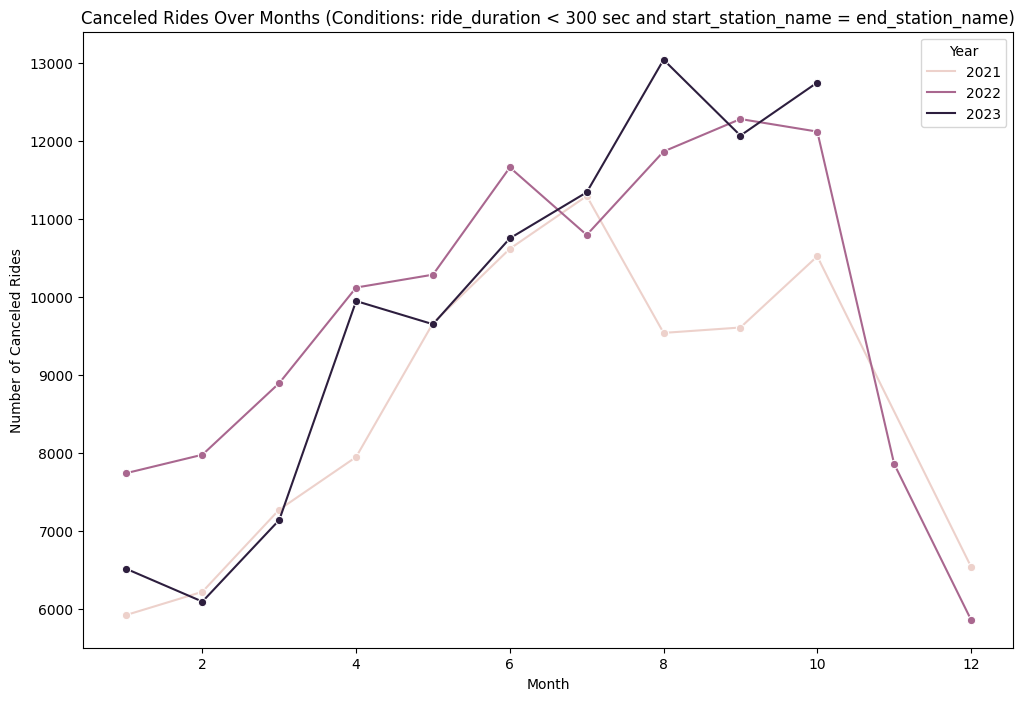 Canceled Rides Over Months (Conditions: ride_duration < 300 sec and start_station_name = end_station_name)
Year
2021
2022
2023
13000
12000
11000
10000
9000
8000
7000
6000
Number of Canceled Rides
2 4 6 8 10 12
Month